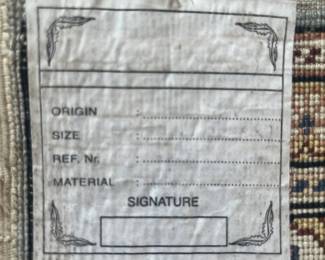 ORIGIN :
SIZE :
REF. Nr. :
MATERIAL :
SIGNATURE